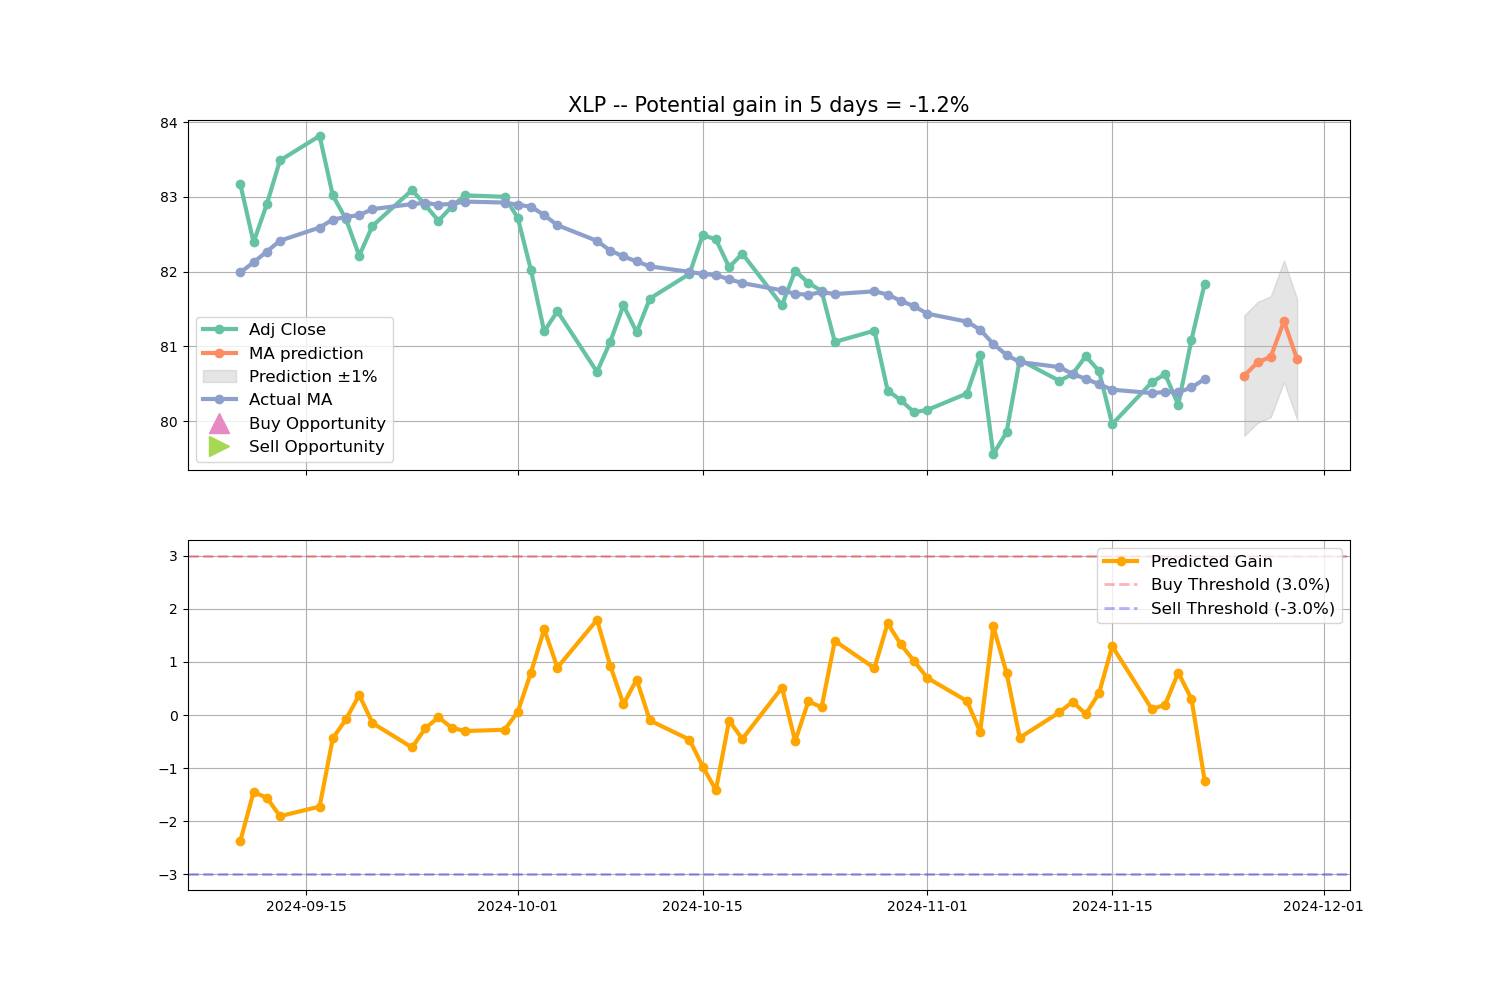 XLP -- Potential gain in 5 days = -1.2%
84
83
82
81
80
Adj Close
MA prediction
Prediction ±1%
Actual MA
Buy Opportunity
Sell Opportunity
3
2
1
0
−1
−2
−3
Predicted Gain
Buy Threshold (3.0%)
Sell Threshold (-3.0%)
2024-09-15
2024-10-01
2024-10-15
2024-11-01
2024-11-15
2024-12-01